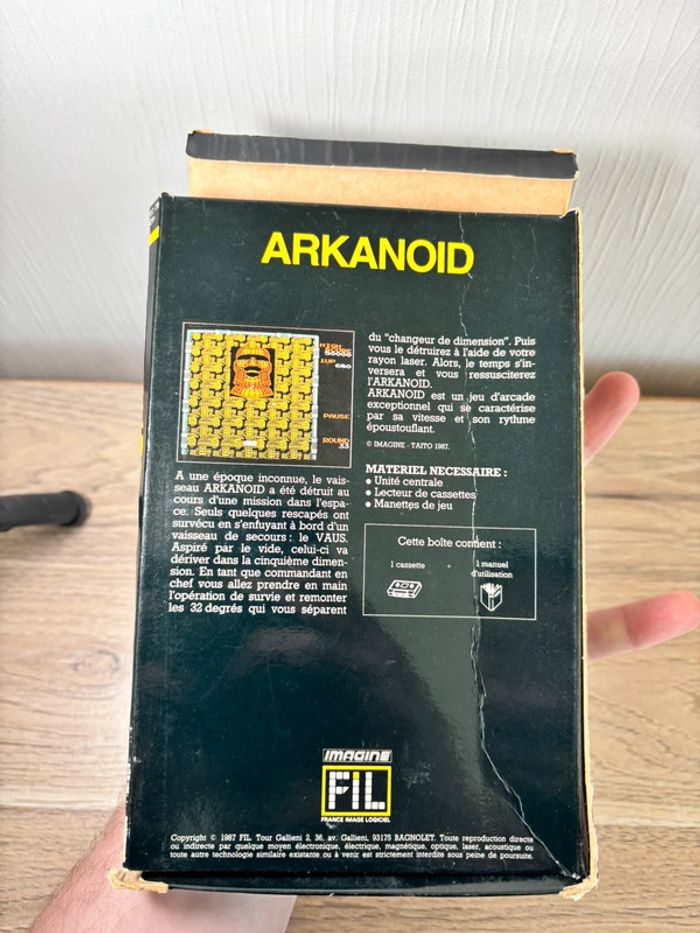 ARKANOID
HIGH
SCORE
50000
1UP
680
PAUSE
ROUND
33
A une époque inconnue, le vais-
seau ARKANOID a été détruit au
cours d'une mission dans l'espa-
ce. Seuls quelques rescapés ont
survécu en s'enfuyant à bord d'un
vaisseau de secours : le VAUS.
Aspiré par le vide, celui-ci va
dériver dans la cinquième dimen-
sion. En tant que commandant en
chef vous allez prendre en main
l'opération de survie et remonter
les 32 degrés qui vous séparent
du "changeur de dimension". Puis
vous le détruirez à l'aide de votre
rayon laser. Alors, le temps s'in-
versera et vous ressusciterez
l'ARKANOID.
ARKANOID est un jeu d'arcade
exceptionnel qui se caractérise
par sa vitesse et son rythme
époustouflant.
© IMAGINE - TAITO 1987.
MATERIEL NECESSAIRE :
● Unité centrale
● Lecteur de cassettes
● Manettes de jeu
Cette boîte contient :
1 cassette + 1 manuel
d'utilisation
IMAGINE
FIL
FRANCE IMAGE LOGICIEL
Copyright © 1987 FIL. Tour Gallieni 2, 36, av. Gallieni, 93175 BAGNOLET. Toute reproduction directe
ou indirecte par quelque moyen électronique, électrique, magnétique, optique, laser, acoustique ou
toute autre technologie similaire existante ou à venir est strictement interdite sous peine de poursuite.